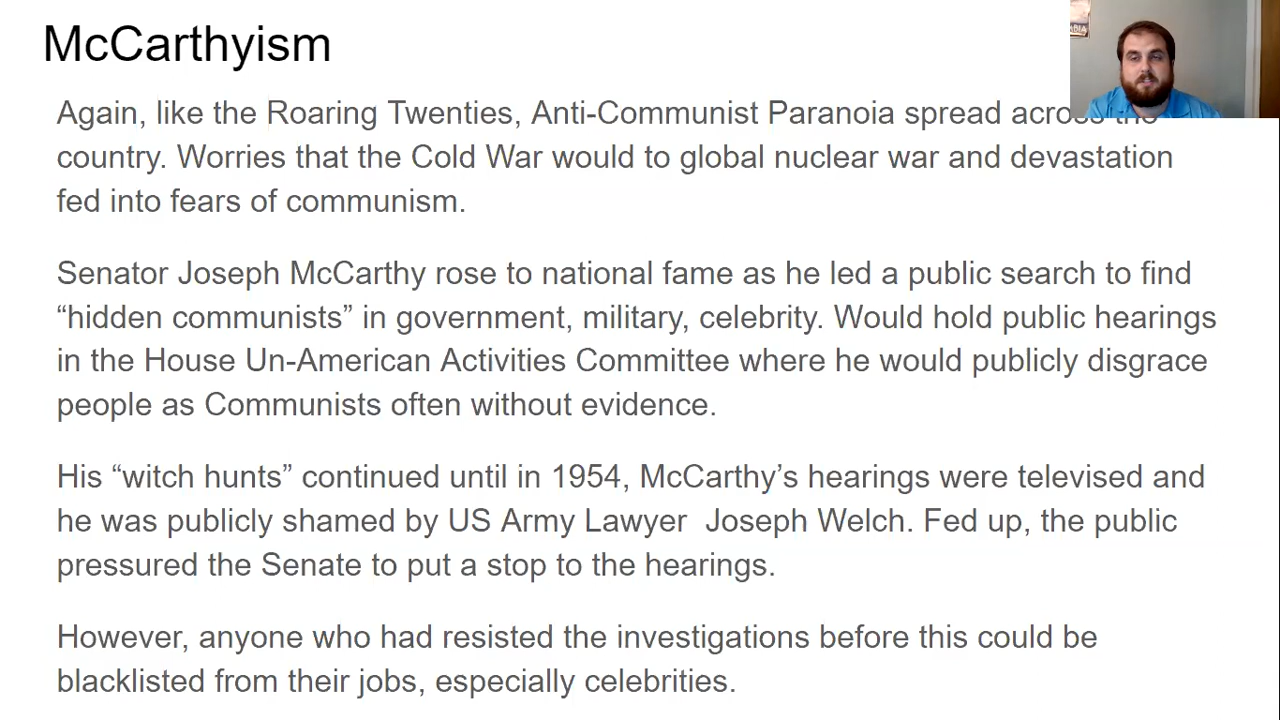 McCarthyism
Again, like the Roaring Twenties, Anti-Communist Paranoia spread across the
country. Worries that the Cold War would to global nuclear war and devastation
fed into fears of communism.
Senator Joseph McCarthy rose to national fame as he led a public search to find
“hidden communists” in government, military, celebrity. Would hold public hearings
in the House Un-American Activities Committee where he would publicly disgrace
people as Communists often without evidence.
His “witch hunts” continued until in 1954, McCarthy’s hearings were televised and
he was publicly shamed by US Army Lawyer  Joseph Welch. Fed up, the public
pressured the Senate to put a stop to the hearings.
However, anyone who had resisted the investigations before this could be
blacklisted from their jobs, especially celebrities.